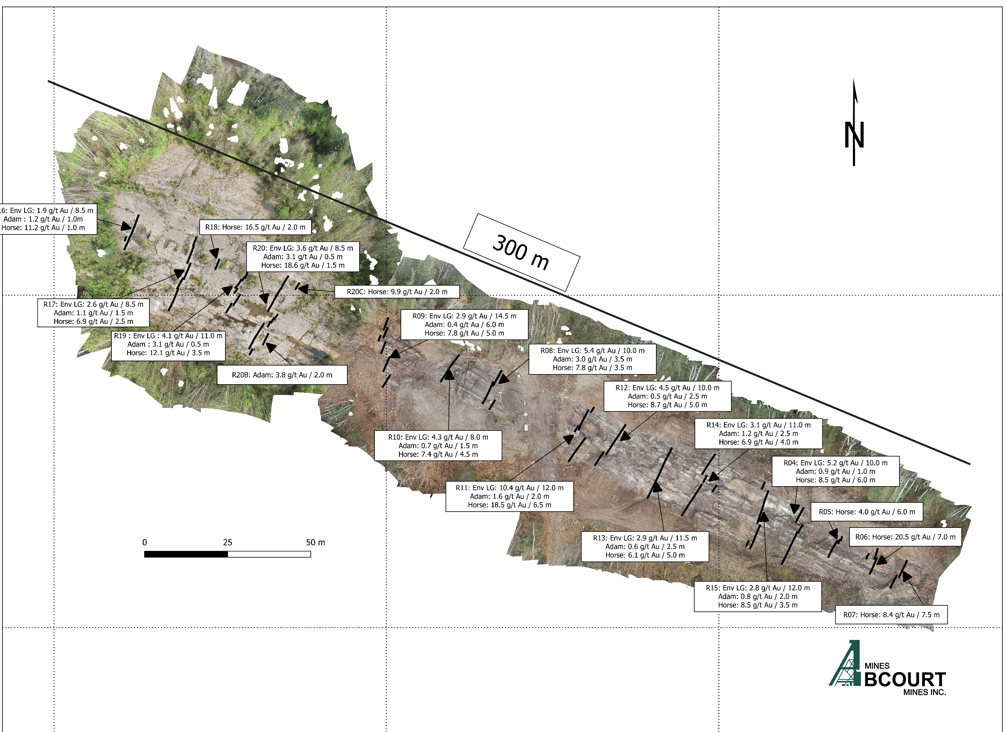 N
300 m
6: Env LG: 1.9 g/t Au / 8.5 m
Adam : 1.2 g/t Au / 1.0m
Horse: 11.2 g/t Au / 1.0 m
R18: Horse: 16.5 g/t Au / 2.0 m
R20: Env LG: 3.6 g/t Au / 8.5 m
Adam: 3.1 g/t Au / 0.5 m
Horse: 18.6 g/t Au / 1.5 m
R20C: Horse: 9.9 g/t Au / 2.0 m
R17: Env LG: 2.6 g/t Au / 8.5 m
Adam: 1.1 g/t Au / 1.5 m
Horse: 6.9 g/t Au / 2.5 m
R09: Env LG: 2.9 g/t Au / 14.5 m
Adam: 0.4 g/t Au / 6.0 m
Horse: 7.8 g/t Au / 5.0 m
R19 : Env LG : 4.1 g/t Au / 11.0 m
Adam : 3.1 g/t Au / 0.5 m
Horse: 12.1 g/t Au / 3.5 m
R08: Env LG: 5.4 g/t Au / 10.0 m
Adam: 3.0 g/t Au / 3.5 m
Horse: 7.8 g/t Au / 3.5 m
R20B: Adam: 3.8 g/t Au / 2.0 m
R12: Env LG: 4.5 g/t Au / 10.0 m
Adam: 0.5 g/t Au / 2.5 m
Horse: 8.7 g/t Au / 5.0 m
R14: Env LG: 3.1 g/t Au / 11.0 m
Adam: 1.2 g/t Au / 2.5 m
Horse: 6.9 g/t Au / 4.0 m
R10: Env LG: 4.3 g/t Au / 8.0 m
Adam: 0.7 g/t Au / 1.5 m
Horse: 7.4 g/t Au / 4.5 m
R04: Env LG: 5.2 g/t Au / 10.0 m
Adam: 0.9 g/t Au / 1.0 m
Horse: 8.5 g/t Au / 6.0 m
R11: Env LG: 10.4 g/t Au / 12.0 m
Adam: 1.6 g/t Au / 2.0 m
Horse: 18.5 g/t Au / 6.5 m
R05: Horse: 4.0 g/t Au / 6.0 m
R06: Horse: 20.5 g/t Au / 7.0 m
R13: Env LG: 2.9 g/t Au / 11.5 m
Adam: 0.6 g/t Au / 2.5 m
Horse: 6.1 g/t Au / 5.0 m
0 25 50 m
R15: Env LG: 2.8 g/t Au / 12.0 m
Adam: 0.8 g/t Au / 2.0 m
Horse: 8.5 g/t Au / 3.5 m
R07: Horse: 8.4 g/t Au / 7.5 m
MINES
ABCOURT
MINES INC.